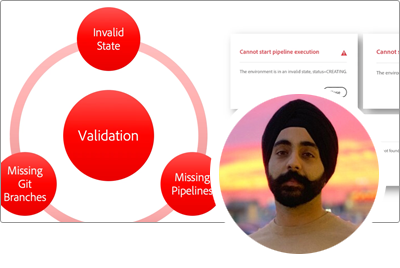 Invalid
State
Validation
Missing
Git
Branches
Missing
Pipelines
Cannot start pipeline execution
The environment is in an invalid state, status=CREATING.
Cannot s
The environ